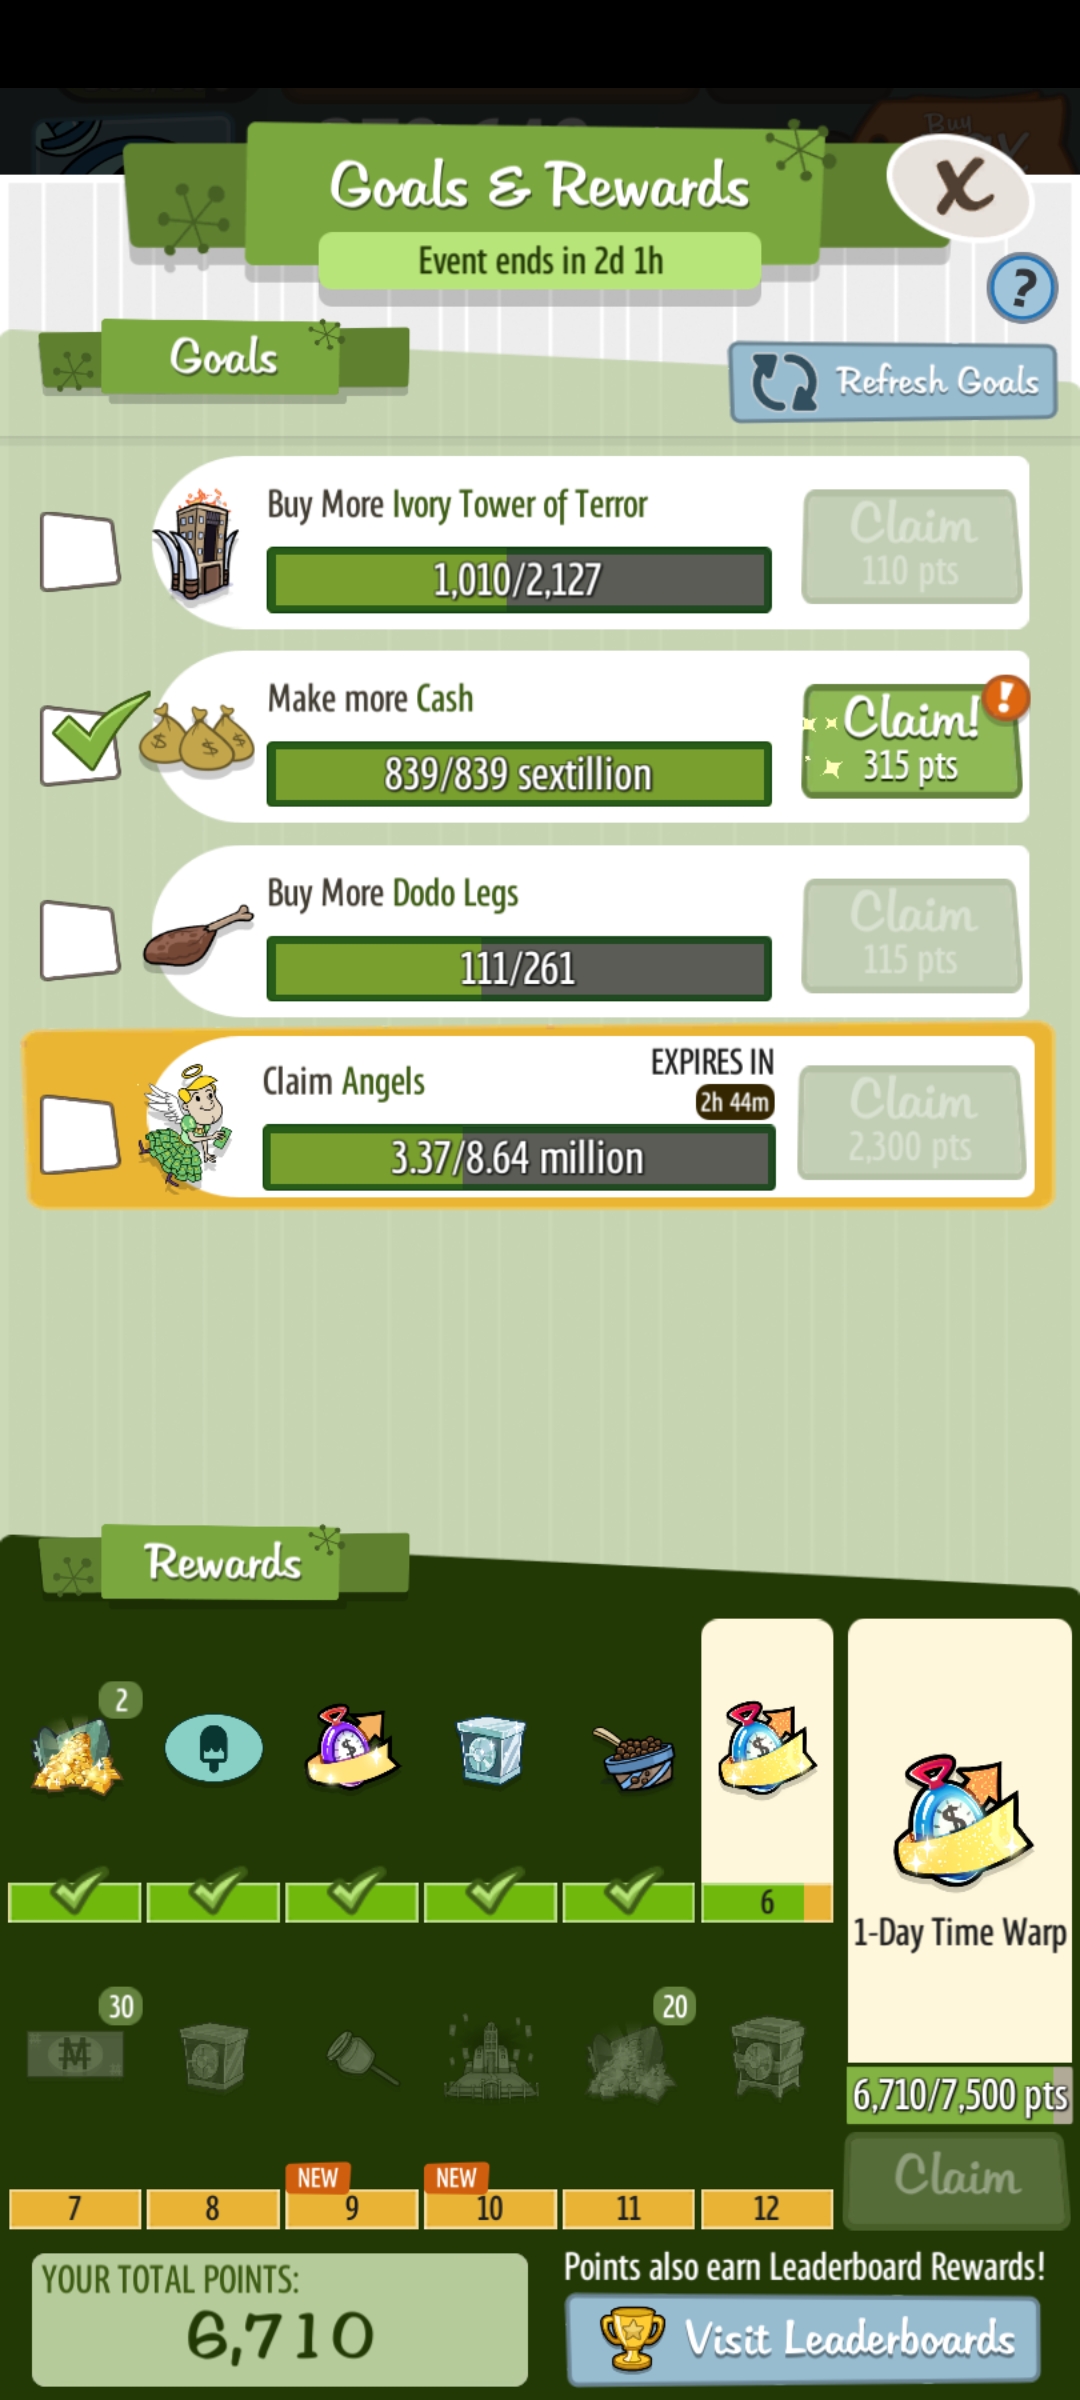 Buy
Goals & Rewards
X
Event ends in 2d 1h
?
Goals
Refresh Goals
Buy More Ivory Tower of Terror
1,010/2,127
Claim
110 pts
Make more Cash
839/839 sextillion
Claim!
!
315 pts
Buy More Dodo Legs
111/261
Claim
115 pts
Claim Angels
EXPIRES IN
2h 44m
3.37/8.64 million
Claim
2,300 pts
Rewards
2
6
1-Day Time Warp
30
20
6,710/7,500 pts
NEW
NEW
7
8
9
10
11
12
Claim
YOUR TOTAL POINTS:
6,710
Points also earn Leaderboard Rewards!
Visit Leaderboards